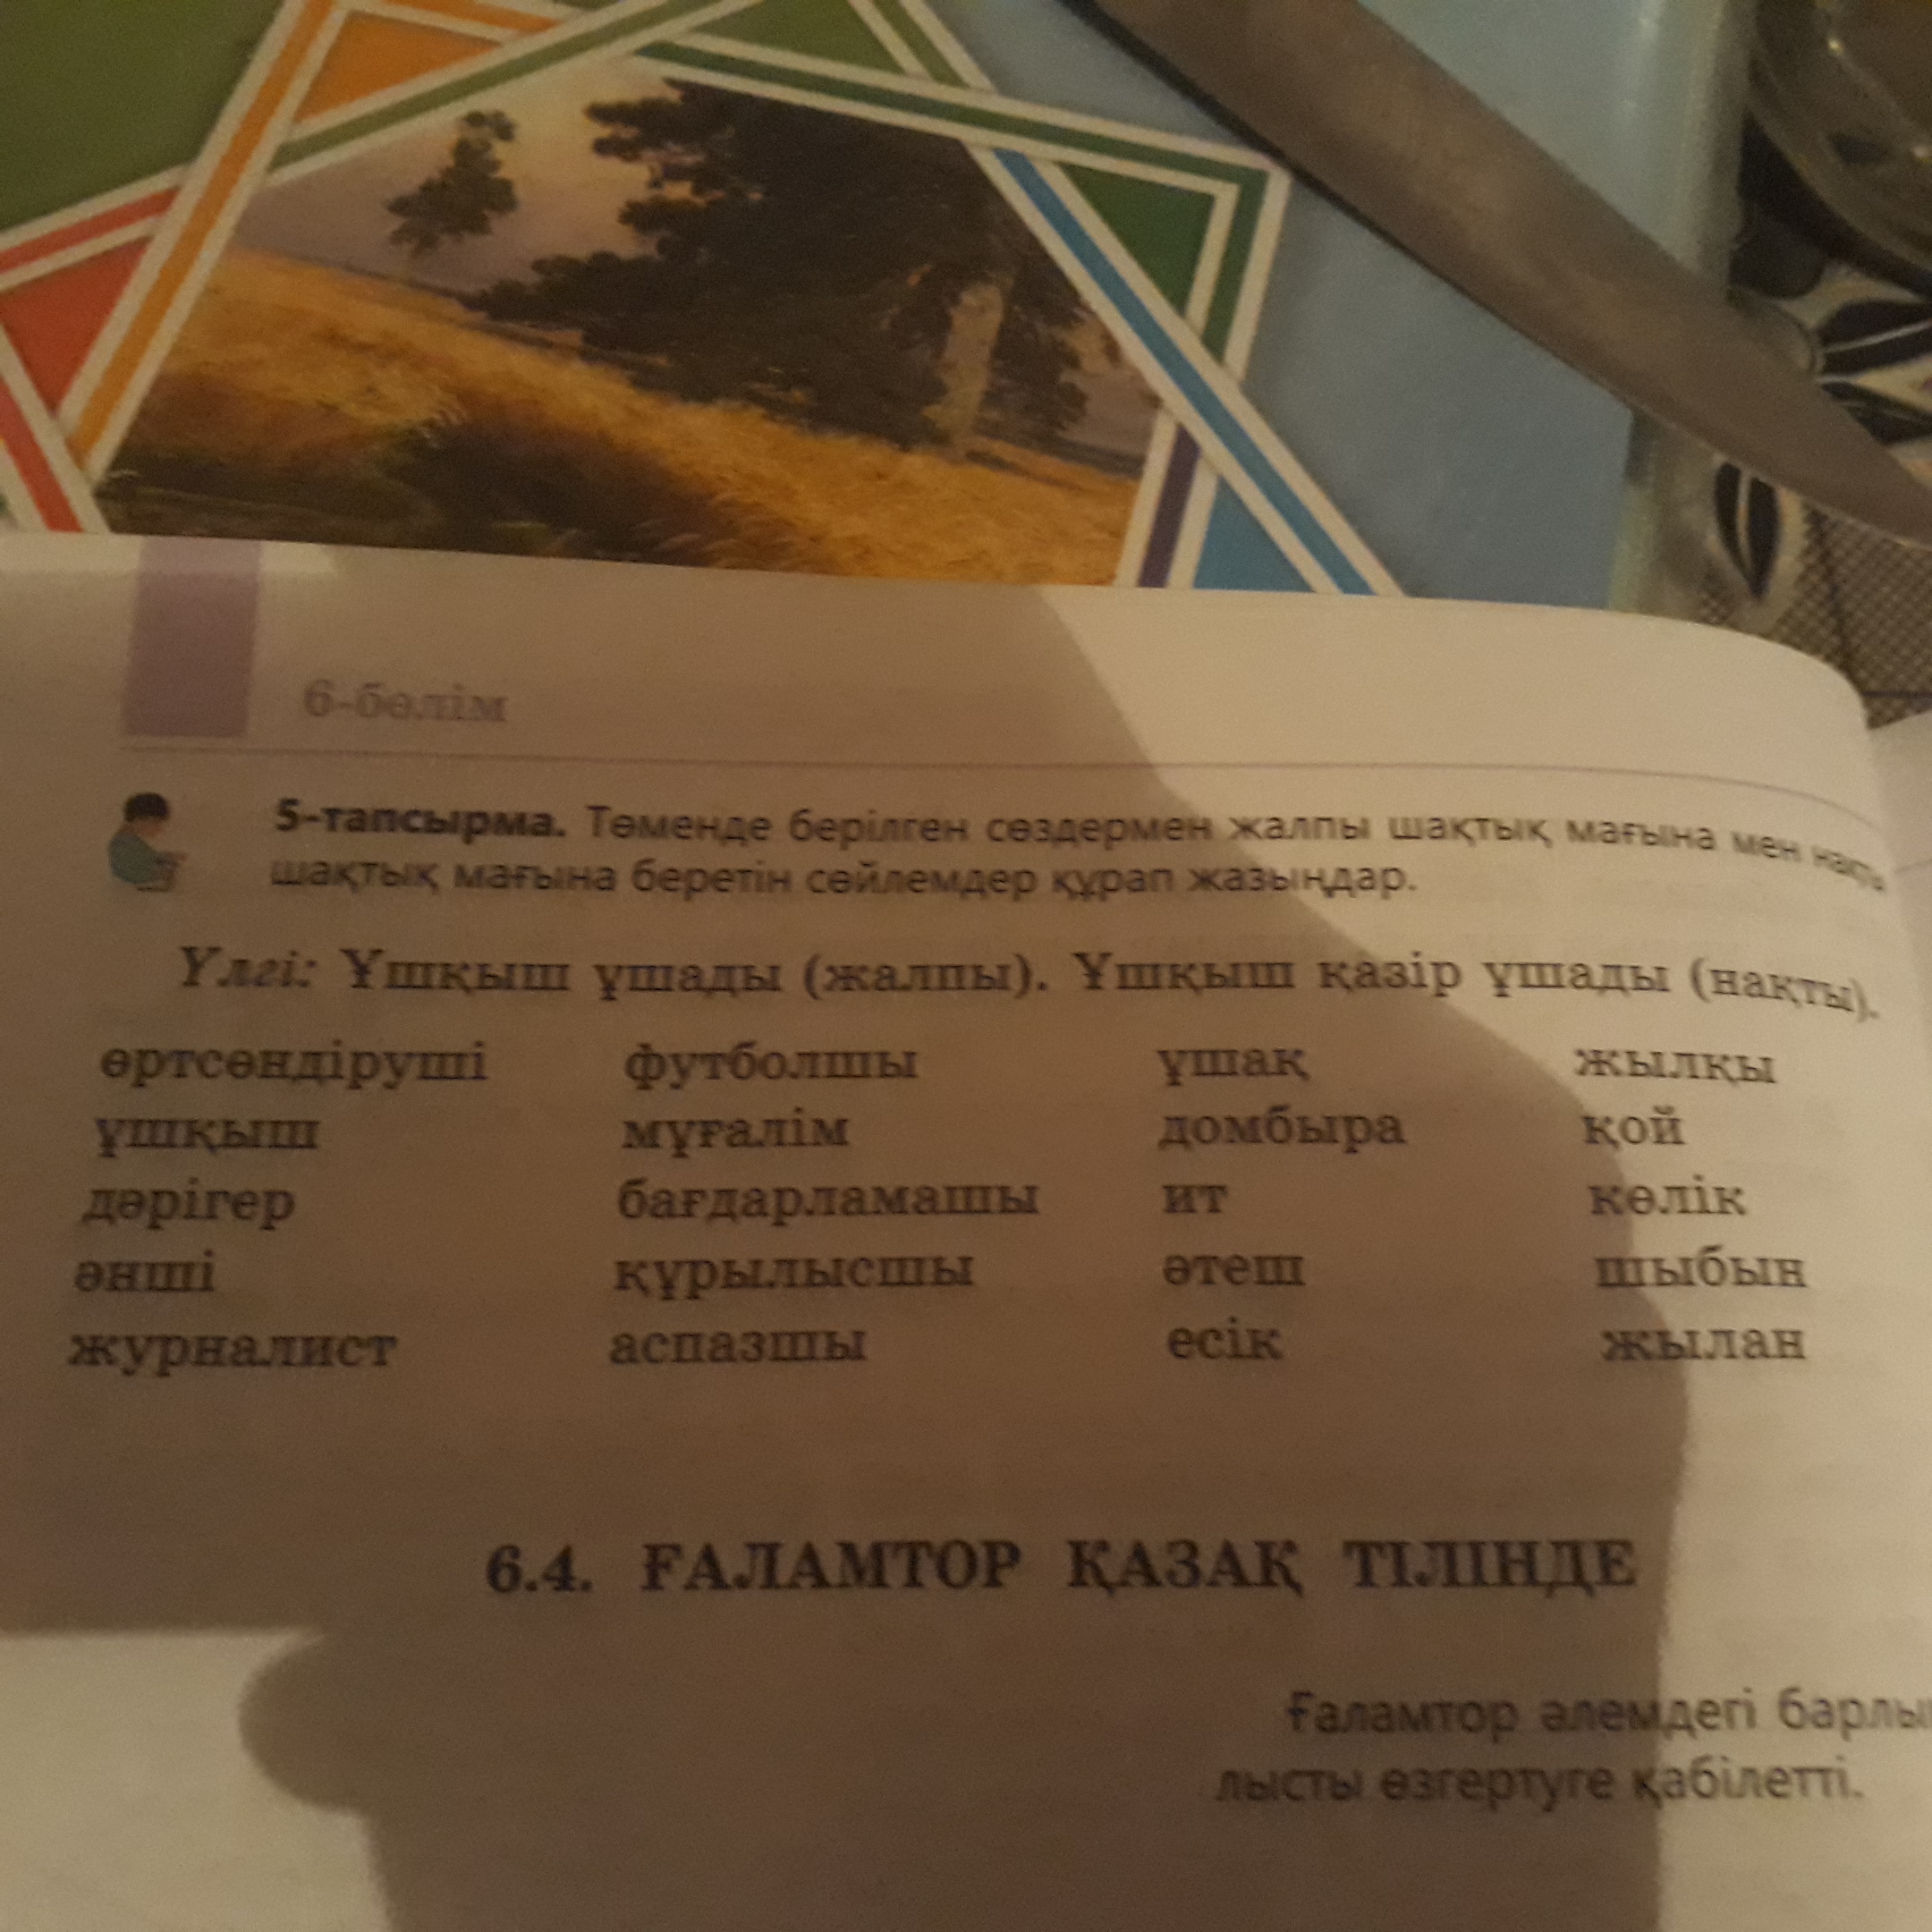 6-бөлім
5-тапсырма. Төменде берілген сөздермен жалпы шақтық мағына мен нақты
шақтық мағына беретін сөйлемдер құрап жазыңдар.
Үлгі: Ұшқыш ұшады (жалпы). Ұшқыш қазір ұшады (нақты).
өртсөндіруші футболшы ұшақ жылқы
ұшқыш мұғалім домбыра қой
дәрігер бағдарламашы ит көлік
әнші құрылысшы әтеш шыбын
журналист аспазшы есік жылан
6.4. ҒАЛАМТОР ҚАЗАҚ ТІЛІНДЕ
Ғаламтор әлемдегі барлы
лысты өзгертуге қабілетті.